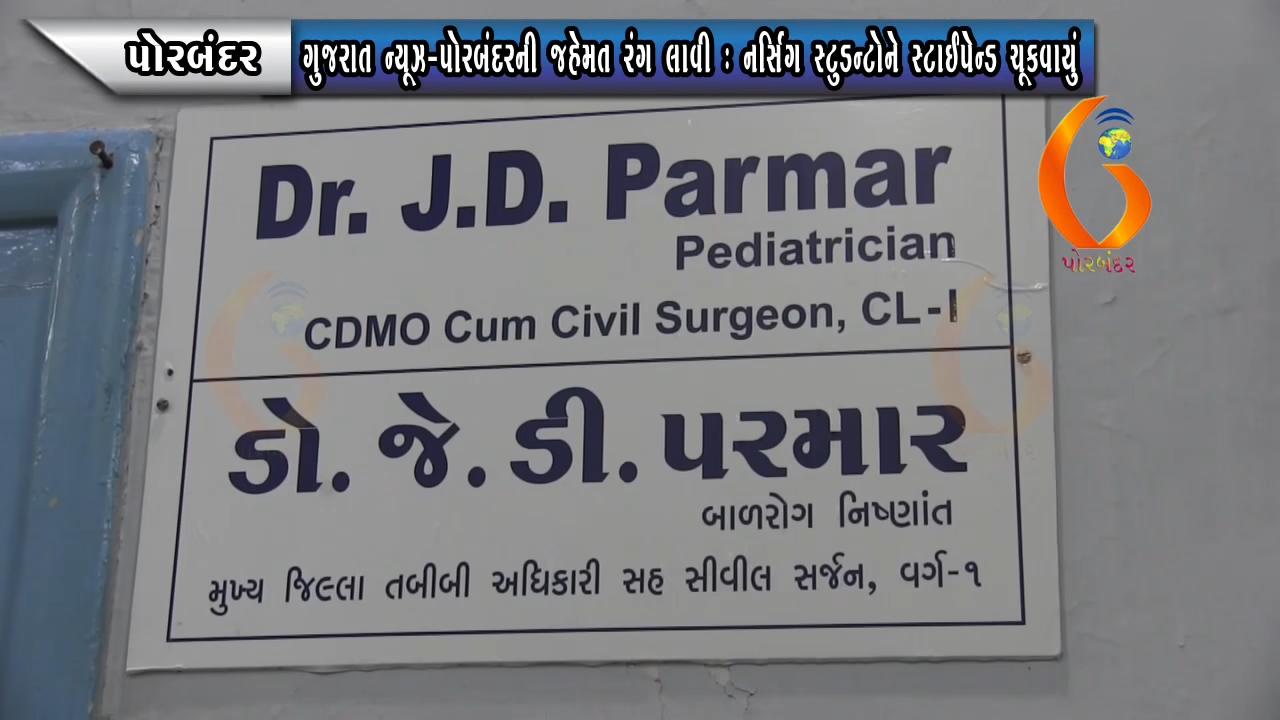 પોરબંદર
ગુજરાત ન્યૂઝ-પોરબંદરની જહેમત રંગ લાવી : નર્સિગ સ્ટુડન્ટોને સ્ટાઈપેન્ડ ચૂકવાયું
પોરબંદર
Dr. J.D. Parmar
Pediatrician
CDMO Cum Civil Surgeon, CL-I
ડો. જે. ડી. પરમાર
બાળરોગ નિષ્ણાંત
મુખ્ય જિલ્લા તબીબી અધિકારી સહ સીવીલ સર્જન, વર્ગ-૧